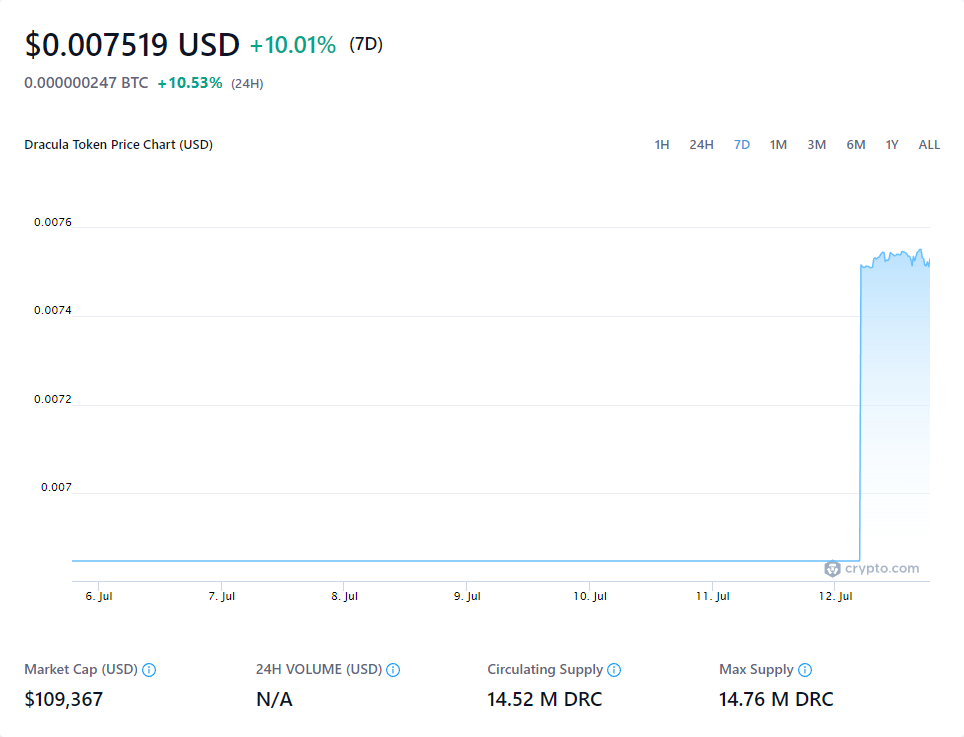 $0.007519 USD +10.01% (7D)
0.000000247 BTC +10.53% (24H)
Dracula Token Price Chart (USD) 1H 24H 7D 1M 3M 6M 1Y ALL
0.0076
0.0074
0.0072
0.007
crypto.com
6. Jul 7. Jul 8. Jul 9. Jul 10. Jul 11. Jul 12. Jul
Market Cap (USD) 24H VOLUME (USD) Circulating Supply Max Supply
$109,367 N/A 14.52 M DRC 14.76 M DRC